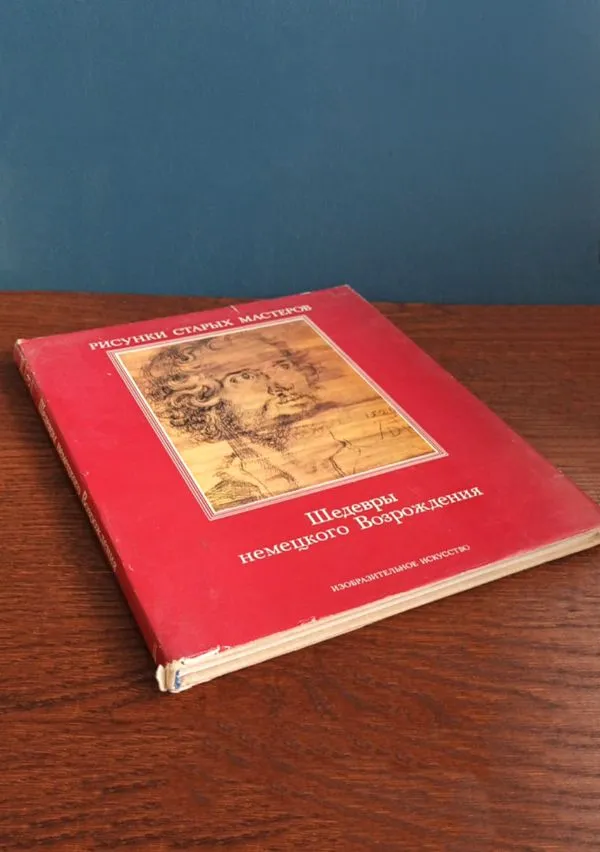 РИСУНКИ СТАРЫХ МАСТЕРОВ
Шедевры
немецкого Возрождения
ИЗОБРАЗИТЕЛЬНОЕ ИСКУССТВО